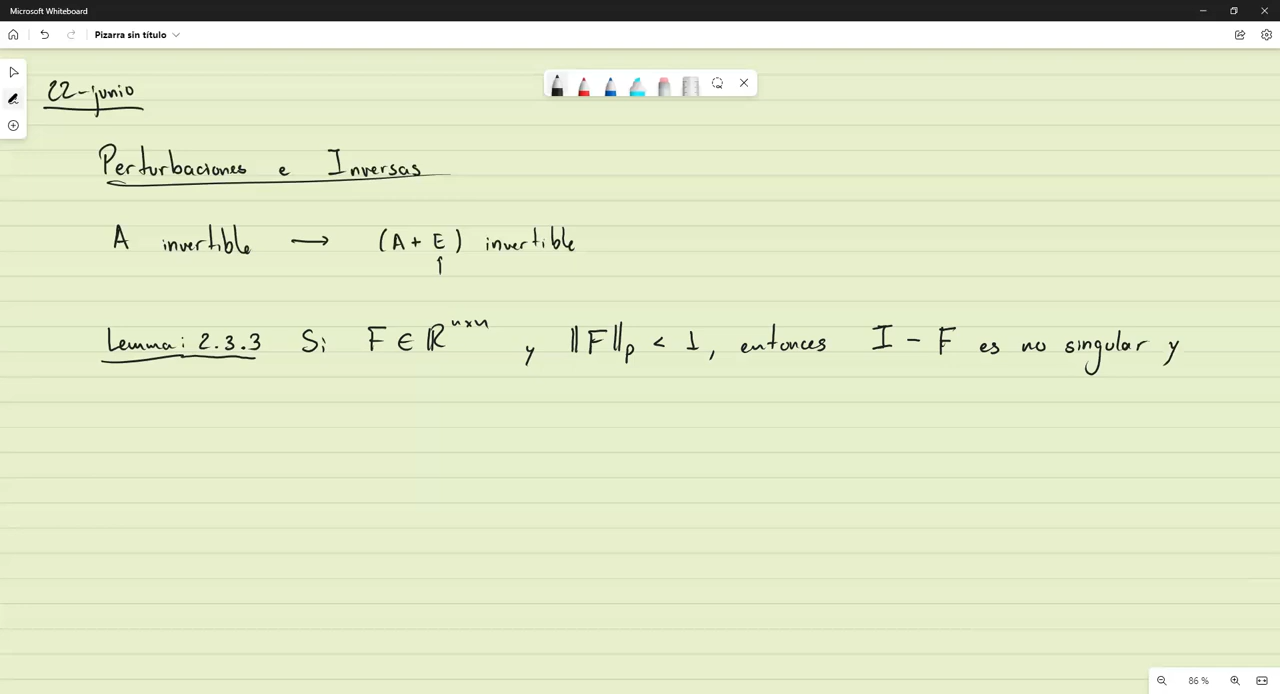 Microsoft Whiteboard
Pizarra sin título
22-junio
Perturbaciones e Inversas
A invertible ⟶ (A + E) invertible
↑
Lemma: 2.3.3 Si F ∈ ℝⁿˣⁿ y ‖F‖ₚ < 1, entonces I - F es no singular y
86 %